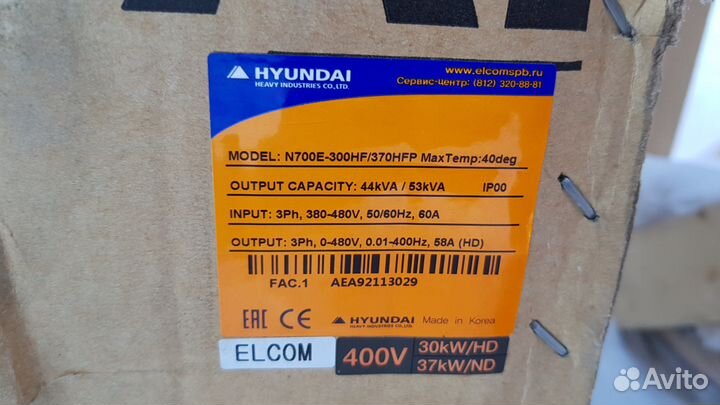 HYUNDAI
HEAVY INDUSTRIES CO.,LTD.
www.elcomspb.ru
Сервис-центр: (812) 320-88-81
MODEL: N700E-300HF/370HFP MaxTemp:40deg
OUTPUT CAPACITY: 44kVA / 53kVA IP00
INPUT: 3Ph, 380-480V, 50/60Hz, 60A
OUTPUT: 3Ph, 0-480V, 0.01-400Hz, 58A (HD)
FAC.1 AEA92113029
EAC CE HYUNDAI Made in Korea
HEAVY INDUSTRIES CO.,LTD.
ELCOM 400V
30kW/HD
37kW/ND
Avito